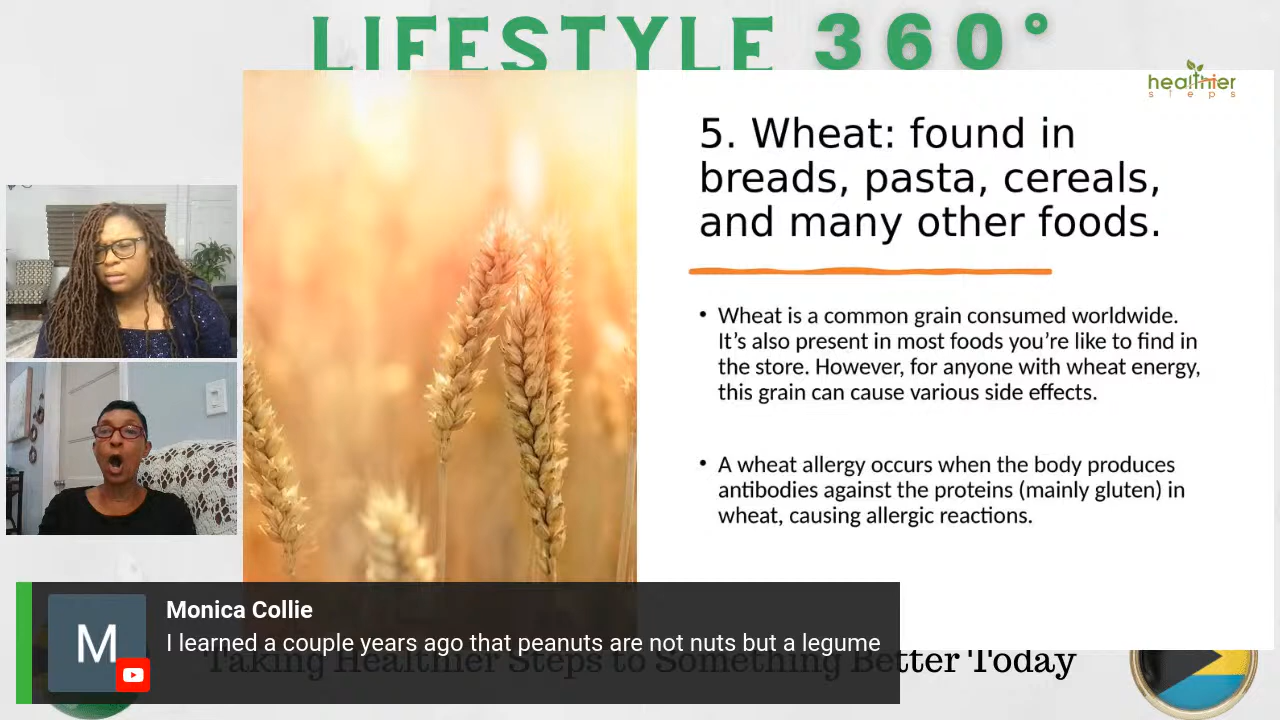 LIFESTYLE 360°
healthier
steps
5. Wheat: found in
breads, pasta, cereals,
and many other foods.
• Wheat is a common grain consumed worldwide.
It’s also present in most foods you’re like to find in
the store. However, for anyone with wheat energy,
this grain can cause various side effects.
• A wheat allergy occurs when the body produces
antibodies against the proteins (mainly gluten) in
wheat, causing allergic reactions.
M
Monica Collie
I learned a couple years ago that peanuts are not nuts but a legume
Taking Healthier Steps to Something Better Today